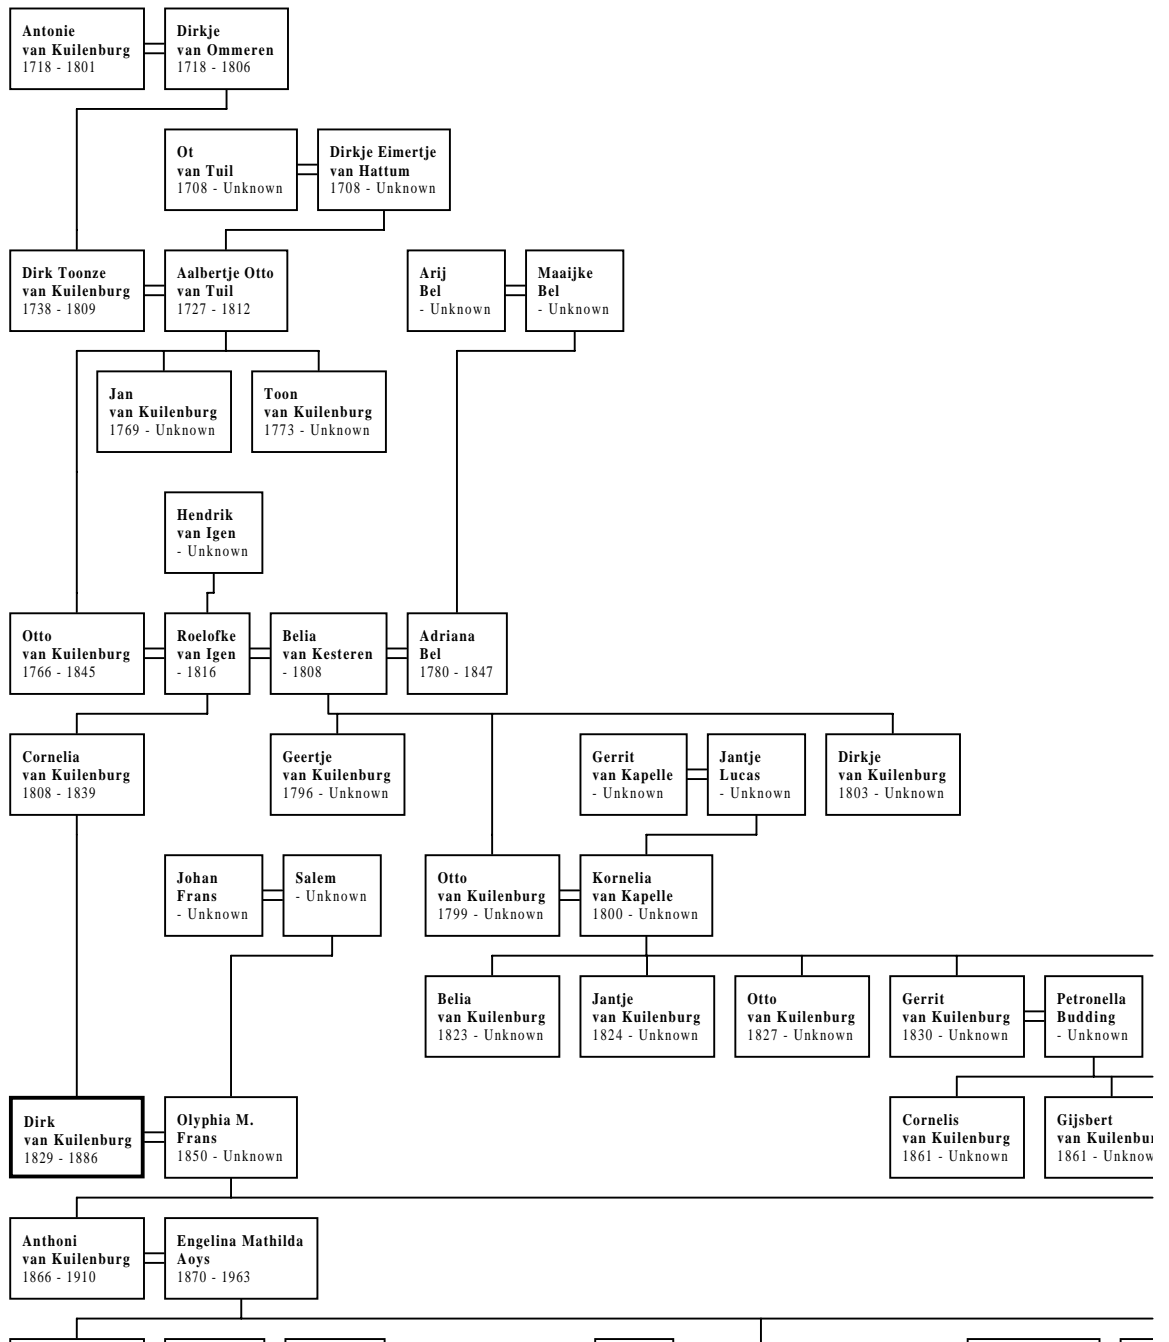 Antonie
van Kuilenburg
1718 - 1801
Dirkje
van Ommeren
1718 - 1806
Ot
van Tuil
1708 - Unknown
Dirkje Eimertje
van Hattum
1708 - Unknown
Dirk Toonze
van Kuilenburg
1738 - 1809
Aalbertje Otto
van Tuil
1727 - 1812
Arij
Bel
- Unknown
Maaijke
Bel
- Unknown
Jan
van Kuilenburg
1769 - Unknown
Toon
van Kuilenburg
1773 - Unknown
Hendrik
van Igen
- Unknown
Otto
van Kuilenburg
1766 - 1845
Roelofke
van Igen
- 1816
Belia
van Kesteren
- 1808
Adriana
Bel
1780 - 1847
Cornelia
van Kuilenburg
1808 - 1839
Geertje
van Kuilenburg
1796 - Unknown
Gerrit
van Kapelle
- Unknown
Jantje
Lucas
- Unknown
Dirkje
van Kuilenburg
1803 - Unknown
Johan
Frans
- Unknown
Salem
- Unknown
Otto
van Kuilenburg
1799 - Unknown
Kornelia
van Kapelle
1800 - Unknown
Belia
van Kuilenburg
1823 - Unknown
Jantje
van Kuilenburg
1824 - Unknown
Otto
van Kuilenburg
1827 - Unknown
Gerrit
van Kuilenburg
1830 - Unknown
Petronella
Budding
- Unknown
Dirk
van Kuilenburg
1829 - 1886
Olyphia M.
Frans
1850 - Unknown
Cornelis
van Kuilenburg
1861 - Unknown
Gijsbert
van Kuilenbur
1861 - Unknow
Anthoni
van Kuilenburg
1866 - 1910
Engelina Mathilda
Aoys
1870 - 1963